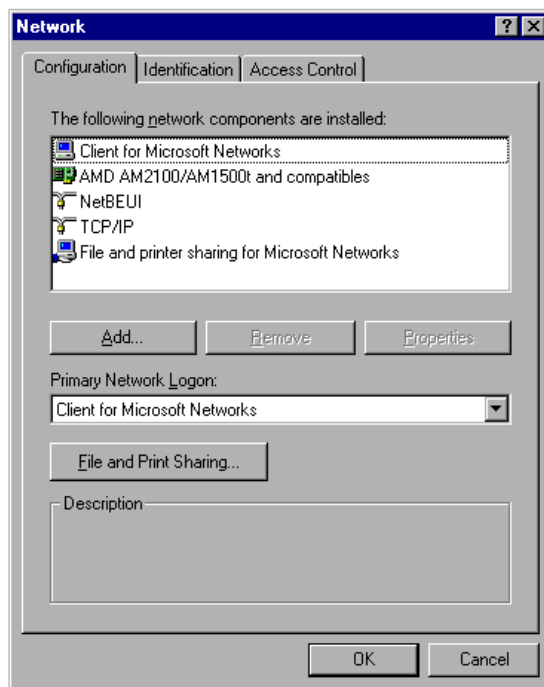 Network
Configuration Identification Access Control
The following network components are installed:
Client for Microsoft Networks
AMD AM2100/AM1500t and compatibles
NetBEUI
TCP/IP
File and printer sharing for Microsoft Networks
Add... Remove Properties
Primary Network Logon:
Client for Microsoft Networks
File and Print Sharing...
Description
OK Cancel